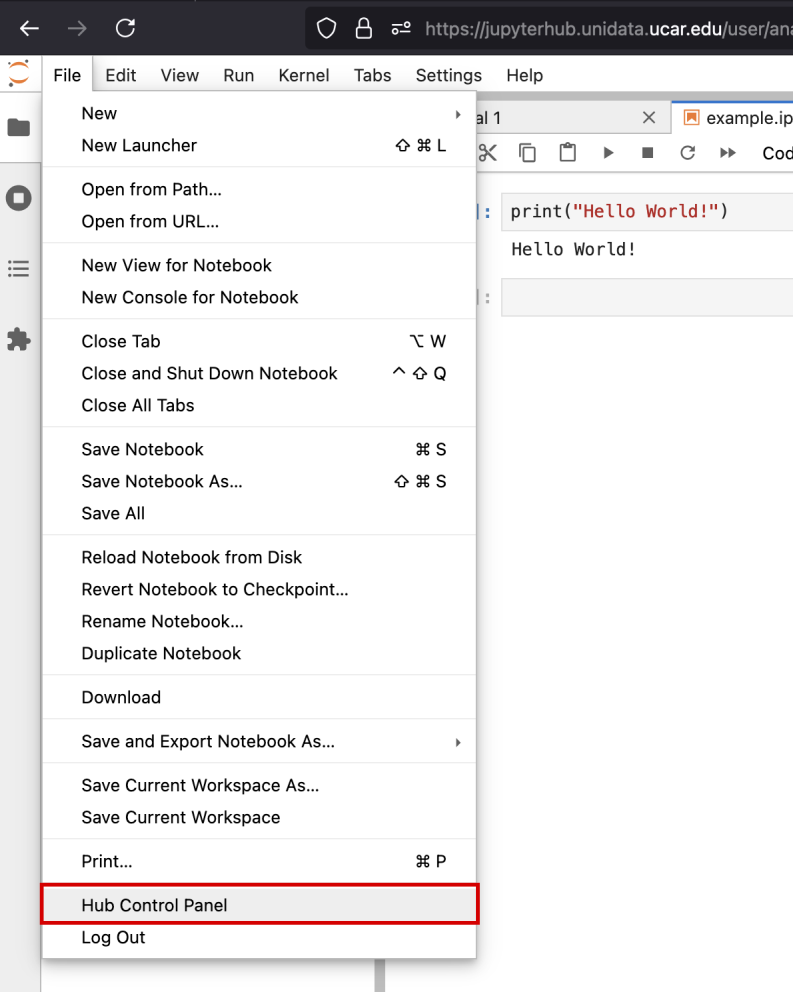 https://jupyterhub.unidata.ucar.edu/user/ana
File Edit View Run Kernel Tabs Settings Help
New
New Launcher ⇧ ⌘ L
Open from Path...
Open from URL...
New View for Notebook
New Console for Notebook
Close Tab ⌥ W
Close and Shut Down Notebook ^ ⇧ Q
Close All Tabs
Save Notebook ⌘ S
Save Notebook As... ⇧ ⌘ S
Save All
Reload Notebook from Disk
Revert Notebook to Checkpoint...
Rename Notebook...
Duplicate Notebook
Download
Save and Export Notebook As...
Save Current Workspace As...
Save Current Workspace
Print... ⌘ P
Hub Control Panel
Log Out
al 1
example.ip
Cod
]: print("Hello World!")
Hello World!
]: